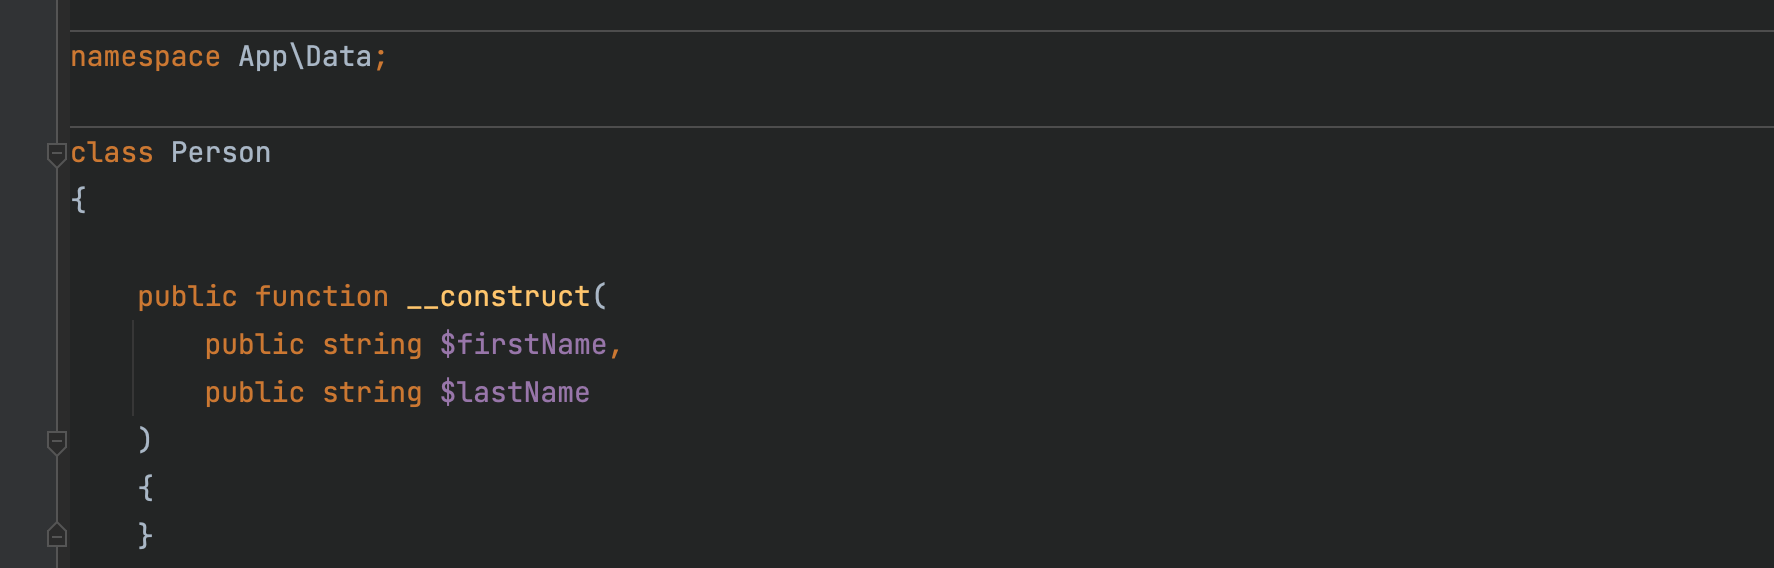 namespace App\Data;
class Person
{
public function __construct(
public string $firstName,
public string $lastName
)
{
}